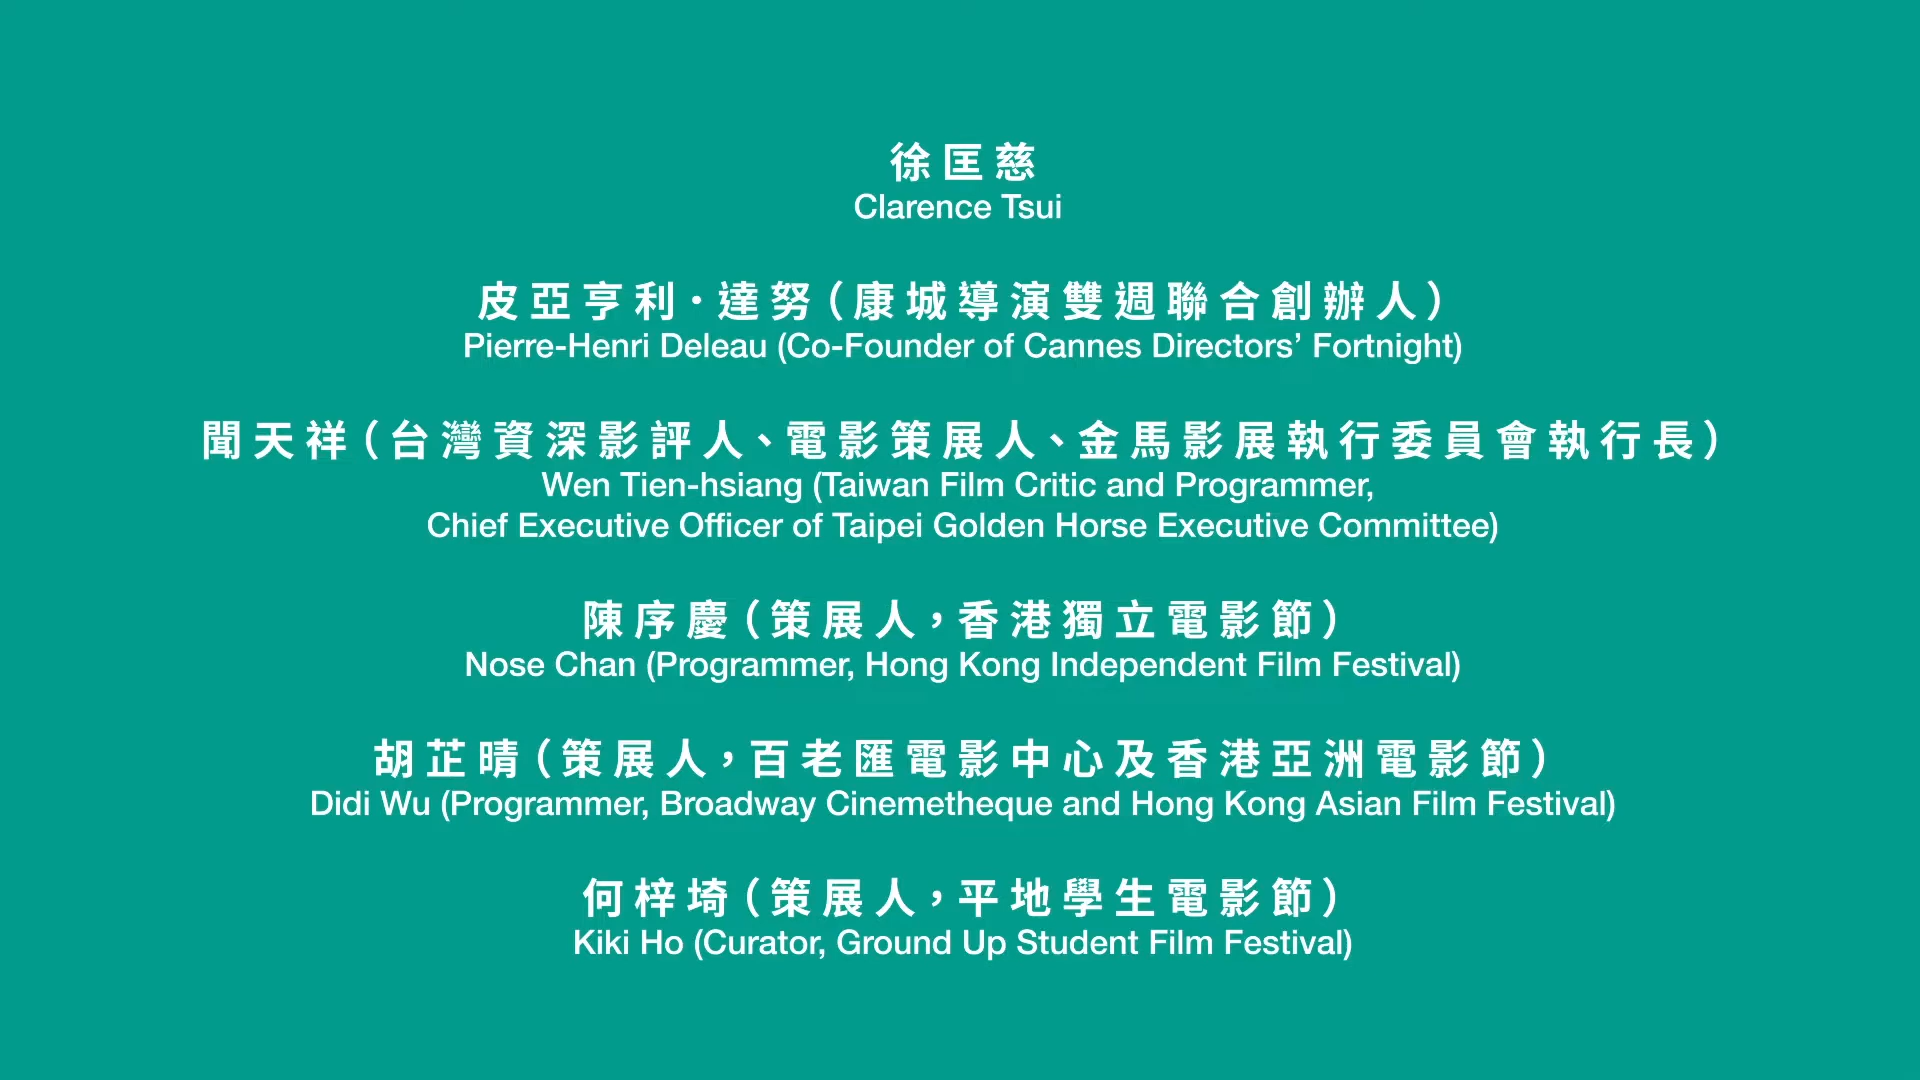 徐匡慈
Clarence Tsui
皮亞亨利·達努（康城導演雙週聯合創辦人）
Pierre-Henri Deleau (Co-Founder of Cannes Directors’ Fortnight)
聞天祥（台灣資深影評人、電影策展人、金馬影展執行委員會執行長）
Wen Tien-hsiang (Taiwan Film Critic and Programmer,
Chief Executive Officer of Taipei Golden Horse Executive Committee)
陳序慶（策展人，香港獨立電影節）
Nose Chan (Programmer, Hong Kong Independent Film Festival)
胡芷晴（策展人，百老匯電影中心及香港亞洲電影節）
Didi Wu (Programmer, Broadway Cinemetheque and Hong Kong Asian Film Festival)
何梓埼（策展人，平地學生電影節）
Kiki Ho (Curator, Ground Up Student Film Festival)